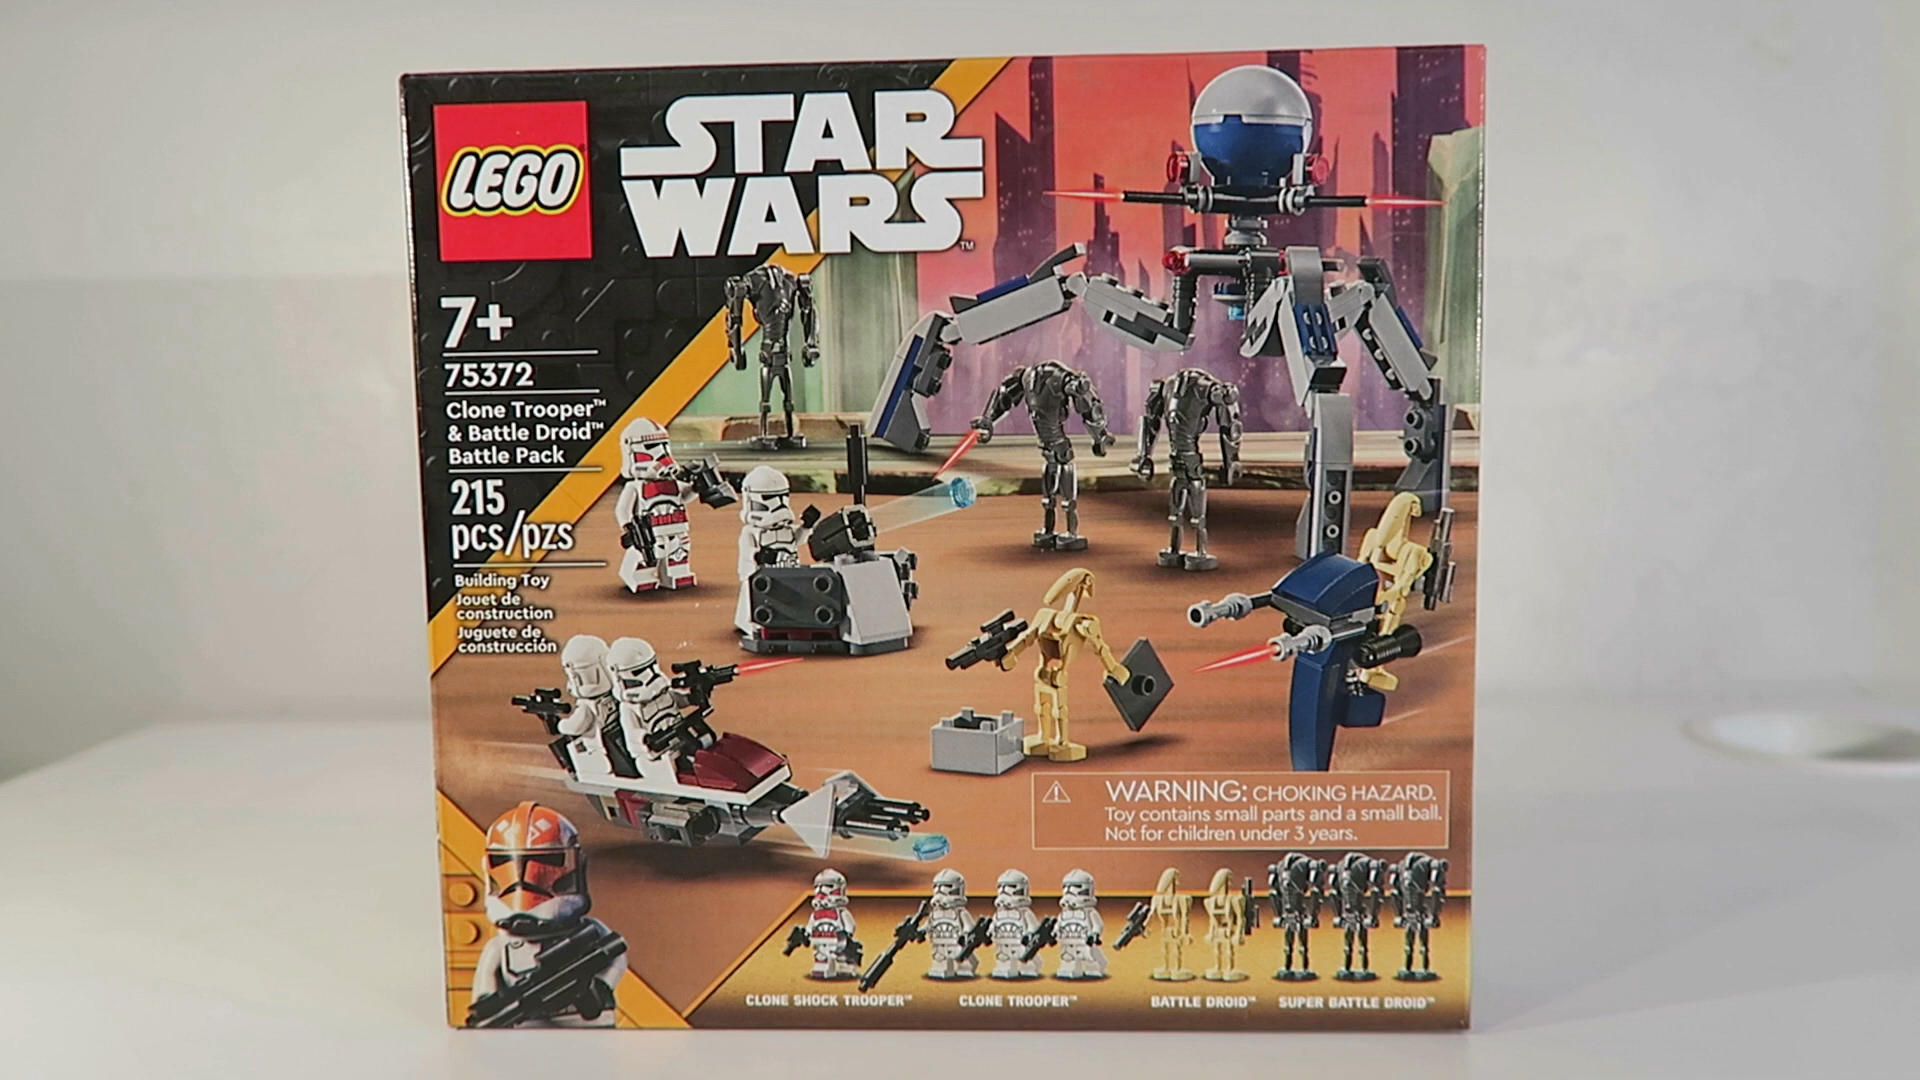 LEGO
STAR
WARS™
7+
75372
Clone Trooper™
& Battle Droid™
Battle Pack
215
pcs/pzs
Building Toy
Jouet de
construction
Juguete de
construcción
WARNING: CHOKING HAZARD.
Toy contains small parts and a small ball.
Not for children under 3 years.
CLONE SHOCK TROOPER™ CLONE TROOPER™ BATTLE DROID™ SUPER BATTLE DROID™